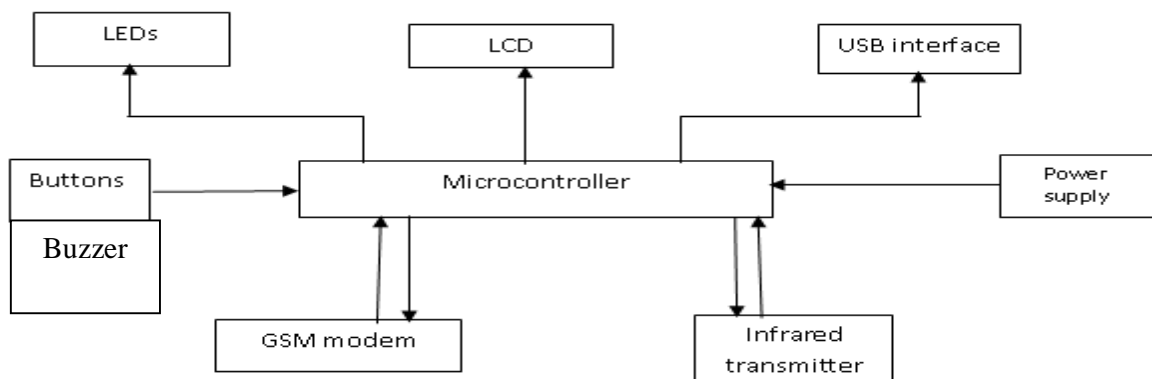 LEDs
LCD
USB interface
Buttons
Microcontroller
Power
supply
Buzzer
GSM modem
Infrared
transmitter